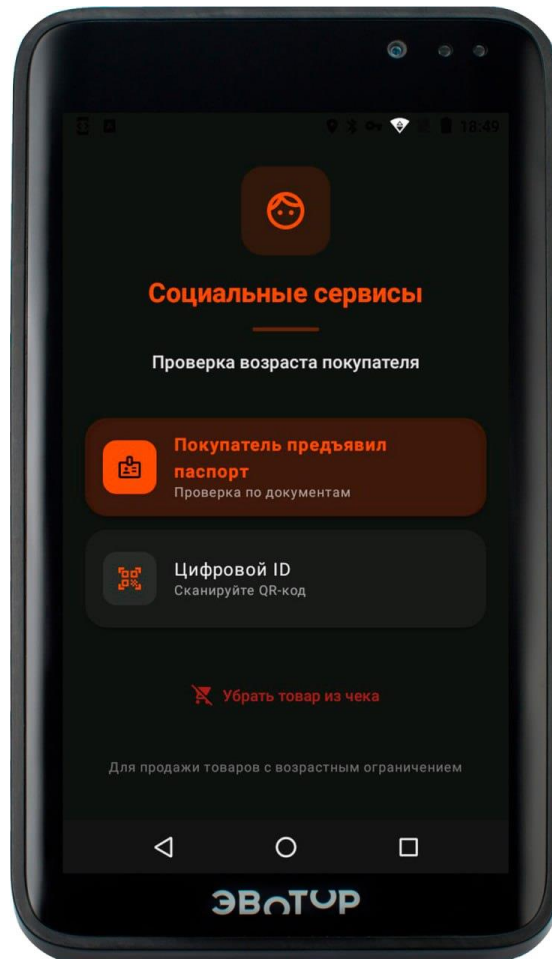 18:49
Социальные сервисы
Проверка возраста покупателя
Покупатель предъявил
паспорт
Проверка по документам
Цифровой ID
Сканируйте QR-код
Убрать товар из чека
Для продажи товаров с возрастным ограничением
ЭВОТОР